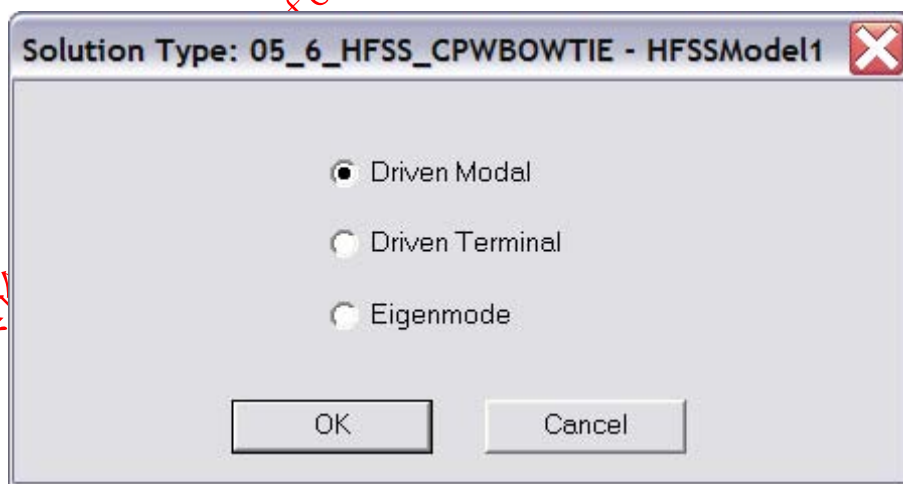 Solution Type: 05_6_HFSS_CPWBOWTIE - HFSSModel1
Driven Modal
Driven Terminal
Eigenmode
OK
Cancel